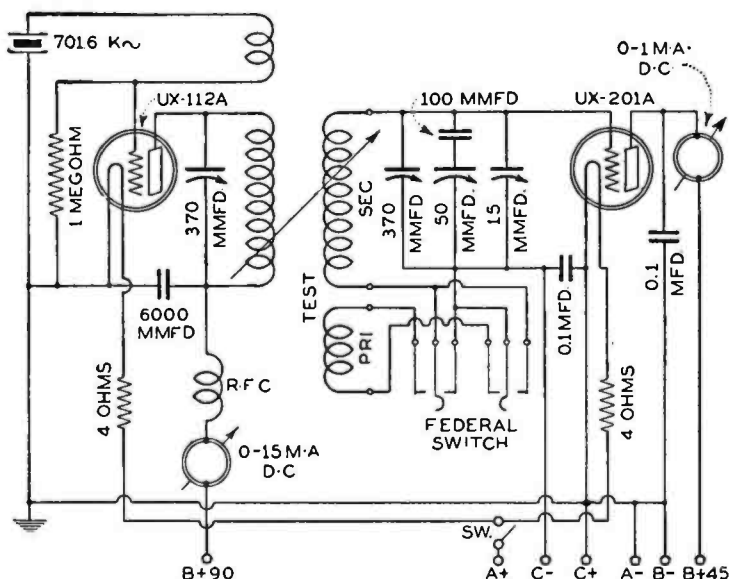 7016 K~
UX-112A
1 MEGOHM
370 MMFD.
6000 MMFD
4 OHMS
R.F C
0-15 M·A D·C
B+90
TEST
SEC
PRI
100 MMFD
370 MMFD
50 MMFD.
15 MMFD.
UX-201A
0-1 M·A· D·C·
0.1 MFD.
0.1 MFD.
4 OHMS
FEDERAL SWITCH
SW.
A+
C-
C+
A-
B-
B+45